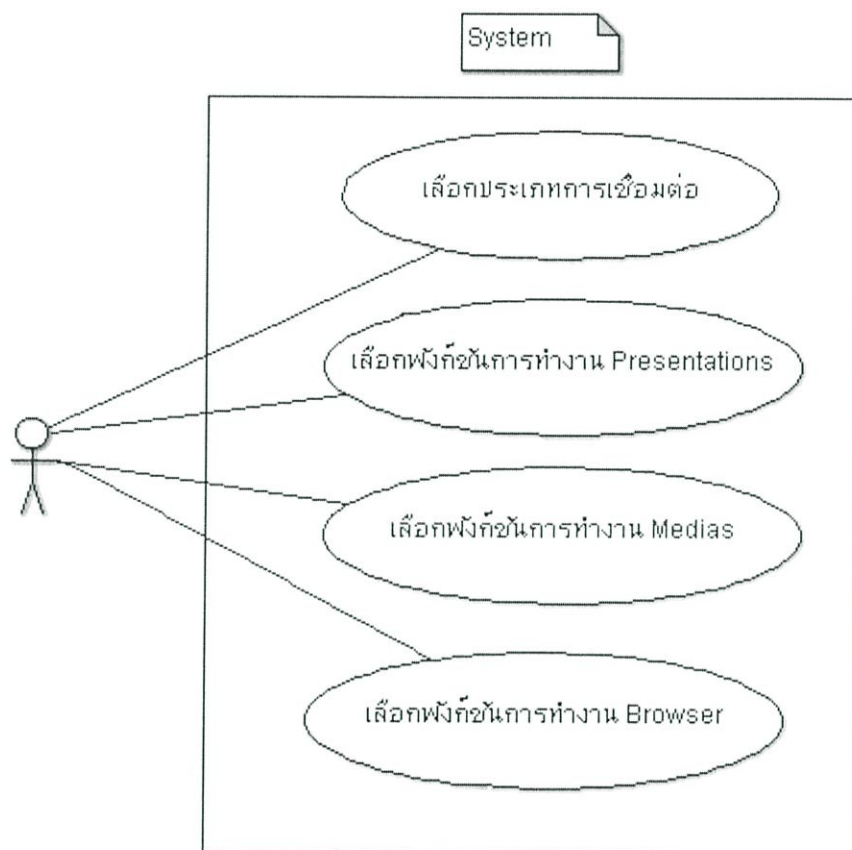 System
เลือกประเภทการเชื่อมต่อ
เลือกฟังก์ชันการทำงาน Presentations
เลือกฟังก์ชันการทำงาน Medias
เลือกฟังก์ชันการทำงาน Browser